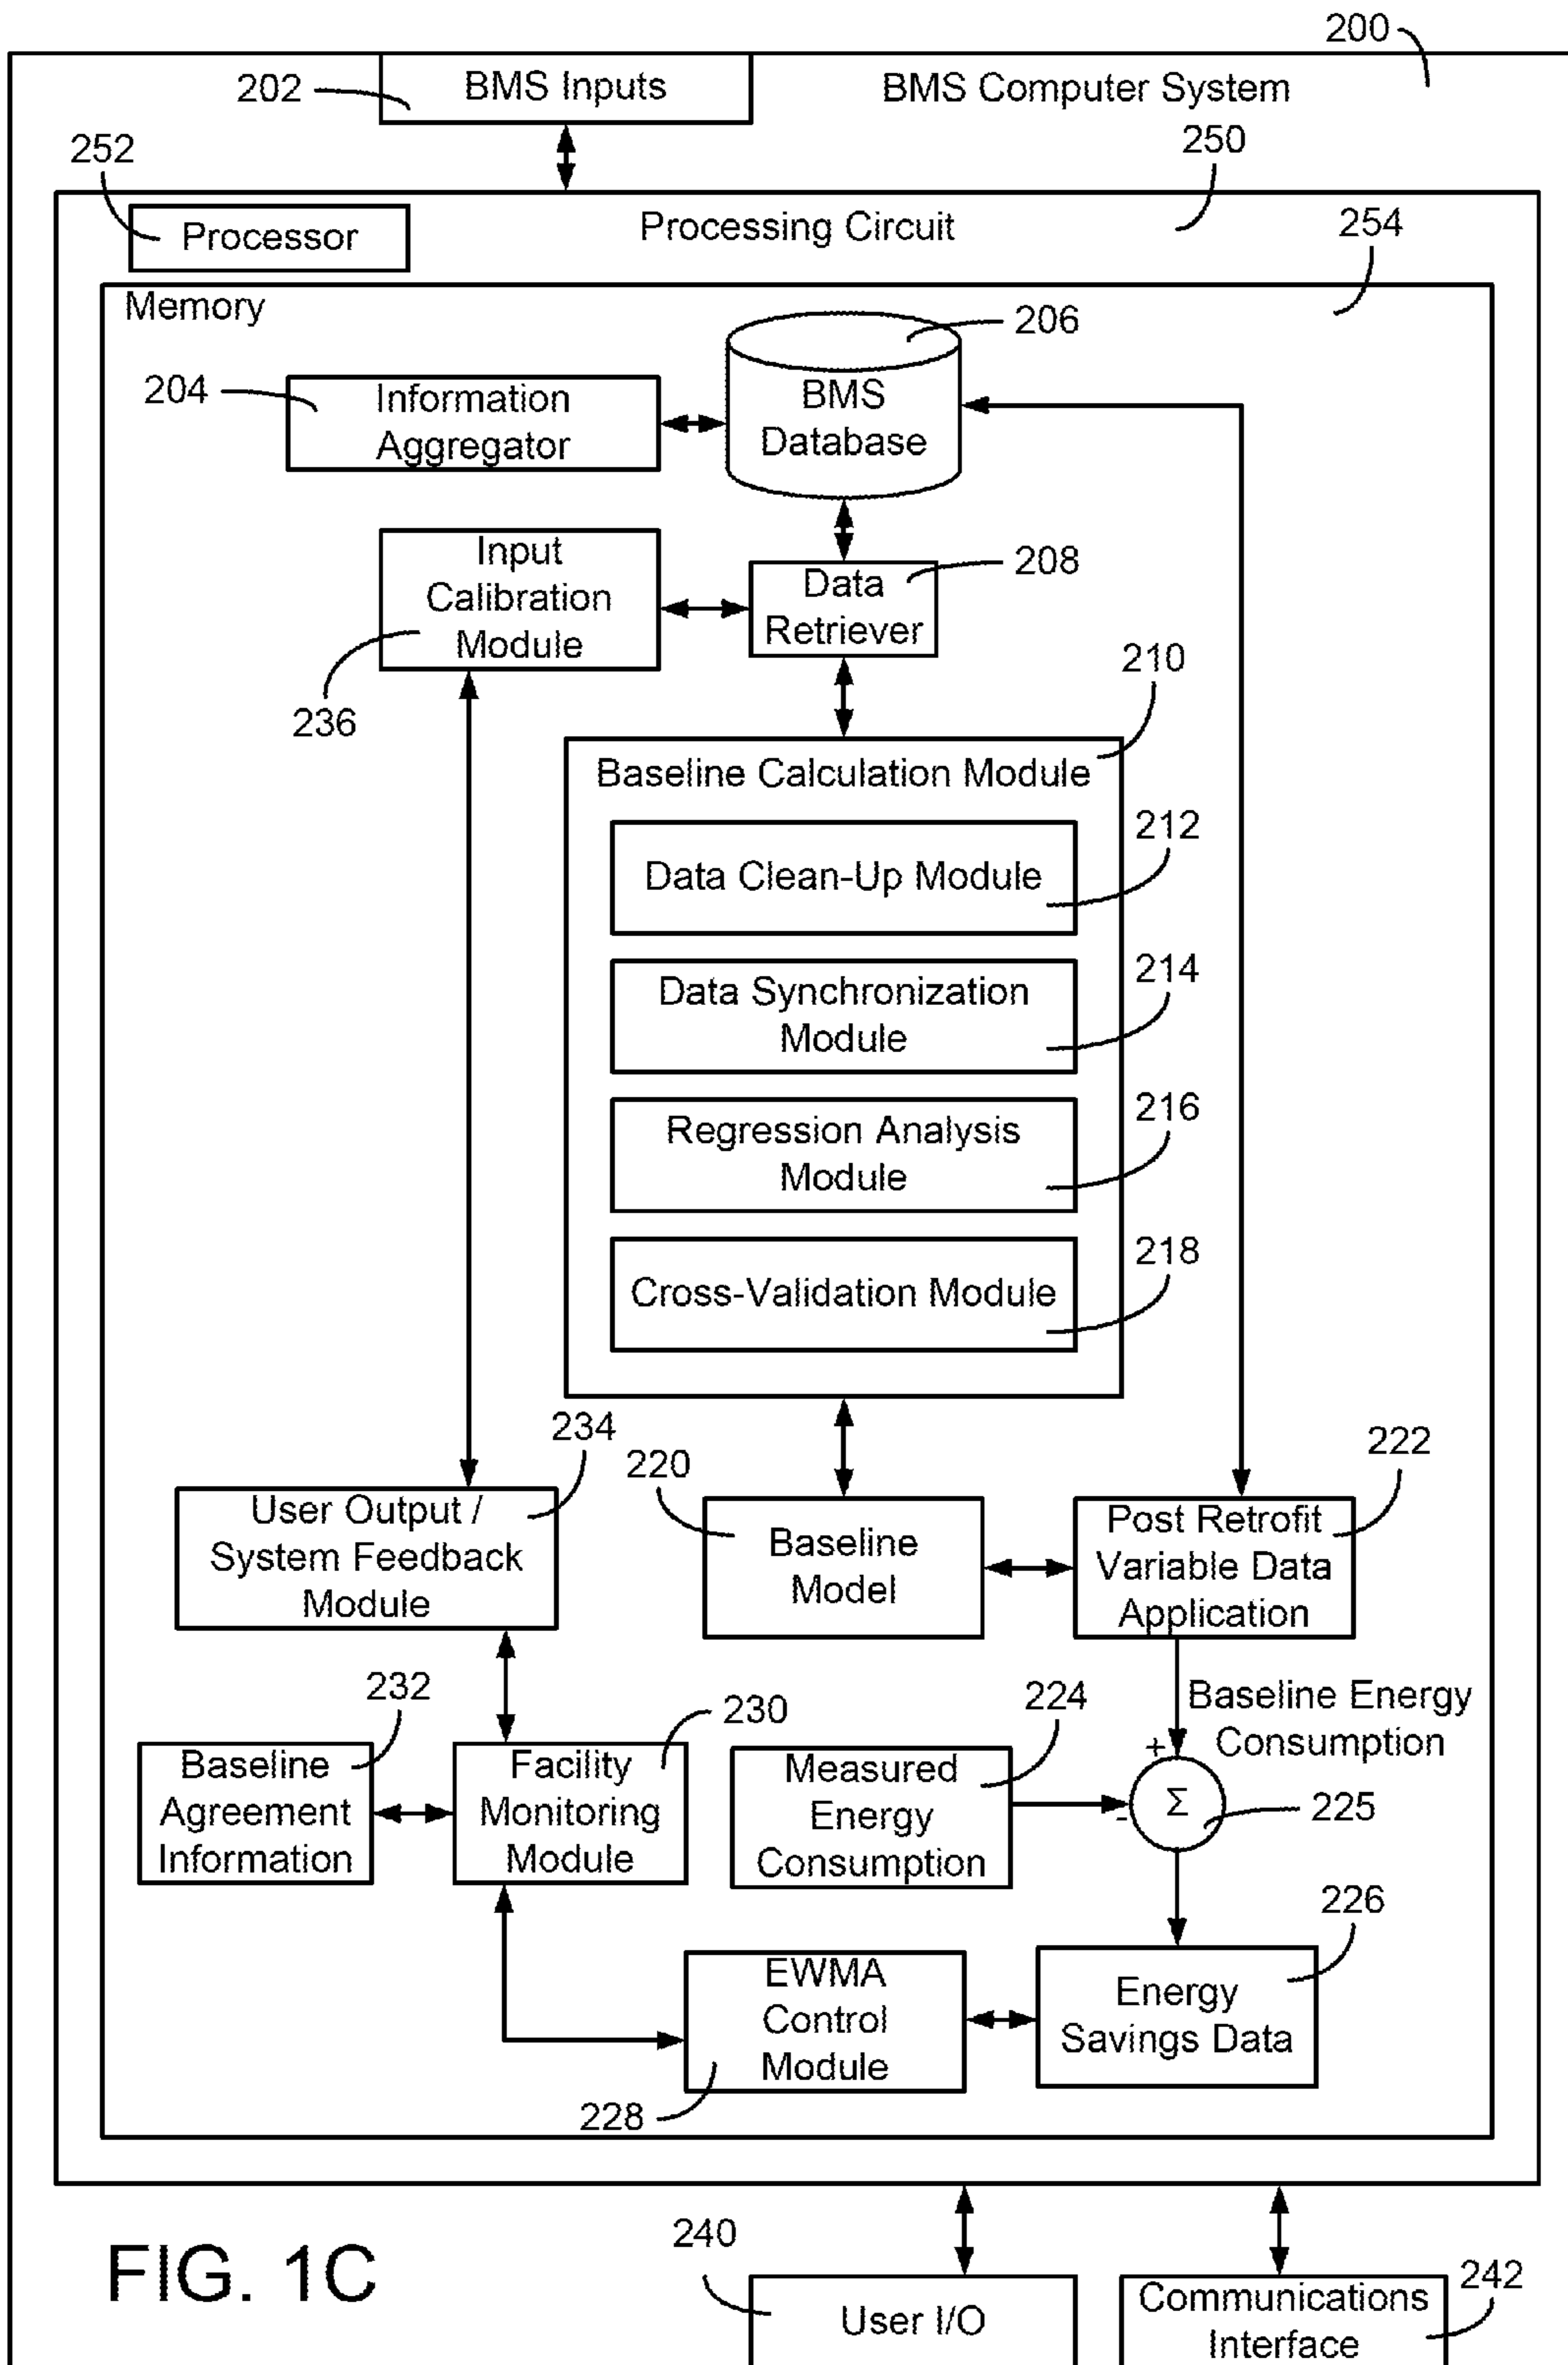 200
202
BMS Inputs
BMS Computer System
252
250
Processor
Processing Circuit
254
Memory
206
204
Information
Aggregator
BMS
Database
Input
Calibration
Module
236
Data
Retriever
208
210
Baseline Calculation Module
212
Data Clean-Up Module
214
Data Synchronization
Module
216
Regression Analysis
Module
218
Cross-Validation Module
234
User Output /
System Feedback
Module
220
Baseline
Model
222
Post Retrofit
Variable Data
Application
232
Baseline
Agreement
Information
230
Facility
Monitoring
Module
224
Measured
Energy
Consumption
Baseline Energy
Consumption
+
-
Σ
225
226
EWMA
Control
Module
228
Energy
Savings Data
FIG. 1C
240
User I/O
242
Communications
Interface